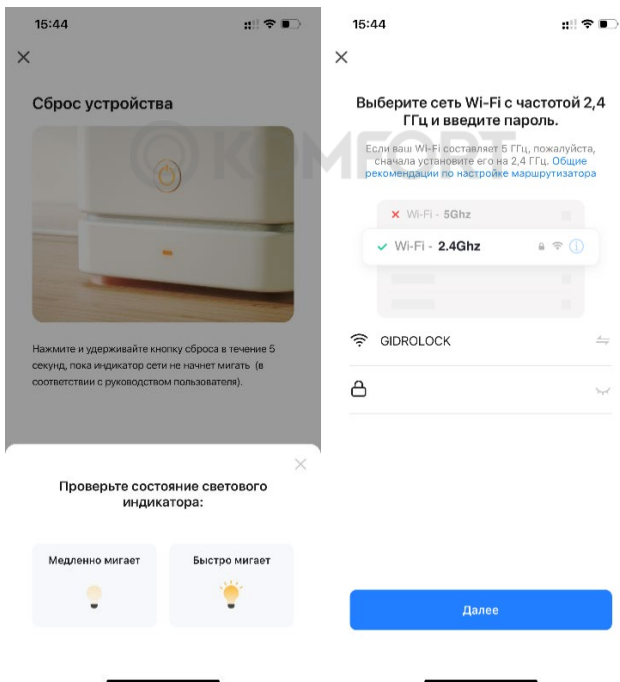 15:44
Сброс устройства
Нажмите и удерживайте кнопку сброса в течение 5
секунд, пока индикатор сети не начнет мигать (в
соответствии с руководством пользователя).
Проверьте состояние светового
индикатора:
Медленно мигает
Быстро мигает
15:44
Выберите сеть Wi-Fi с частотой 2,4
ГГц и введите пароль.
Если ваш Wi-Fi составляет 5 ГГц, пожалуйста,
сначала установите его на 2,4 ГГц. Общие
рекомендации по настройке маршрутизатора
Wi-Fi - 5Ghz
Wi-Fi - 2.4Ghz
GIDROLOCK
Далее
KOMFORT